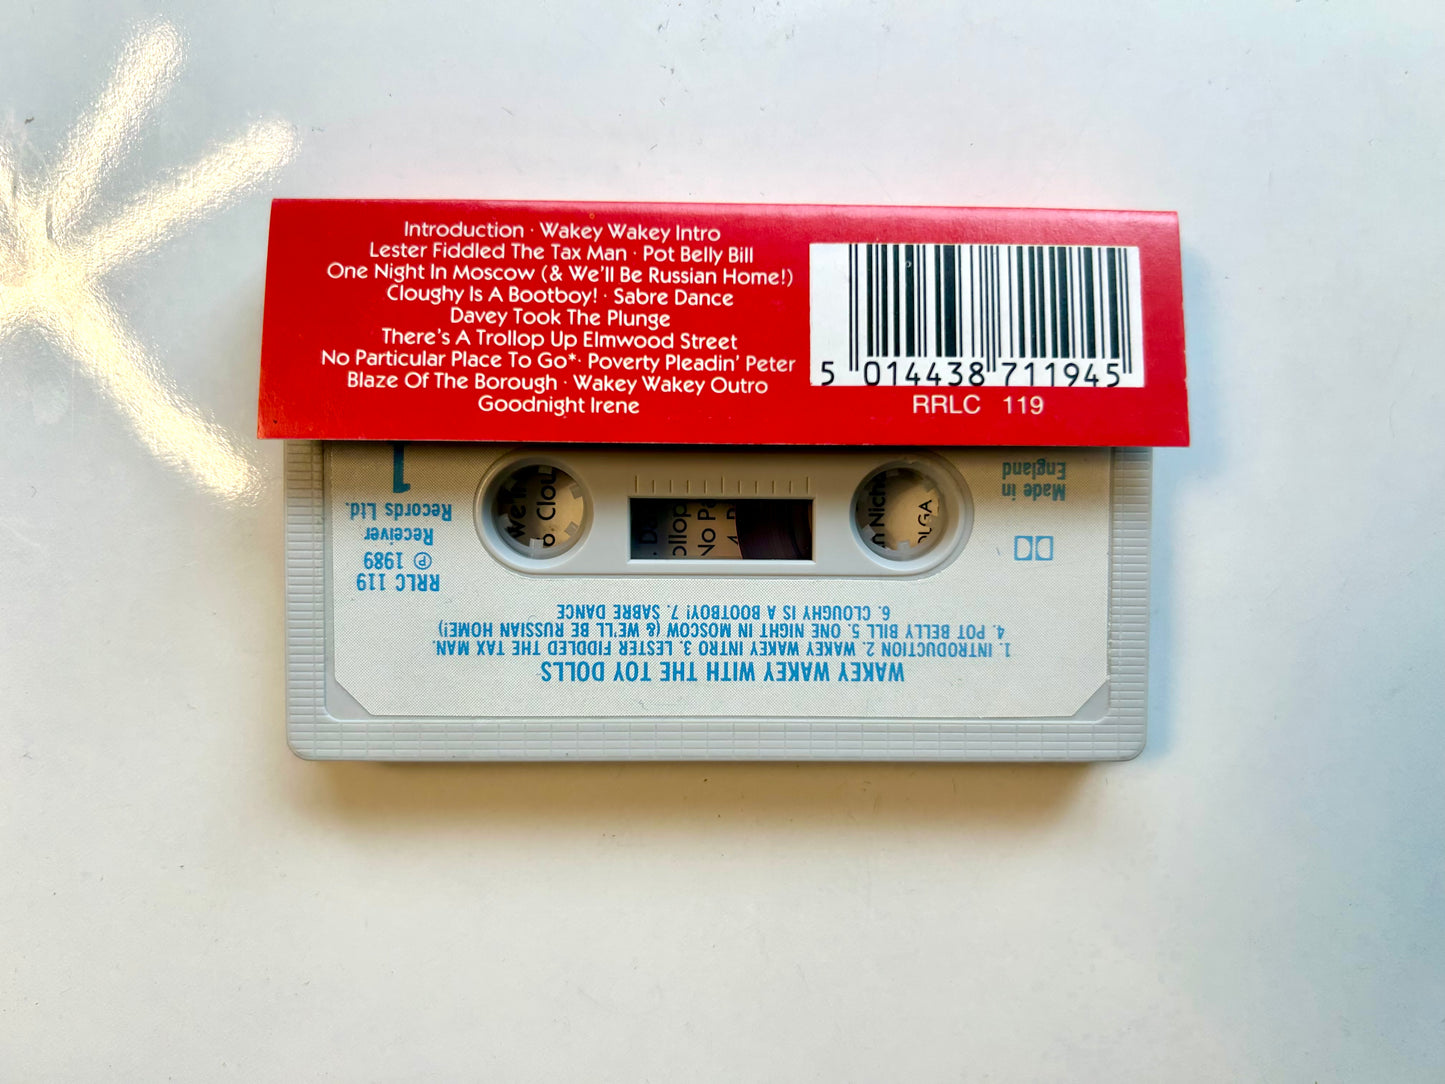 Introduction · Wakey Wakey Intro
Lester Fiddled The Tax Man · Pot Belly Bill
One Night In Moscow (& We'll Be Russian Home!)
Cloughy Is A Bootboy! · Sabre Dance
Davey Took The Plunge
There's A Trollop Up Elmwood Street
No Particular Place To Go*· Poverty Pleadin' Peter
Blaze Of The Borough · Wakey Wakey Outro
Goodnight Irene
5 014438 711945
RRLC 119
WAKEY WAKEY WITH THE TOY DOLLS
1. INTRODUCTION 2. WAKEY WAKEY INTRO 3. LESTER FIDDLED THE TAX MAN.
4. POT BELLY BILL 5. ONE NIGHT IN MOSCOW (& WE'LL BE RUSSIAN HOME!)
6. CLOUGHY IS A BOOTBOY! 7. SABRE DANCE
RRLC 119
℗ 1989
Receiver
Records Ltd.
1
Made in
England
No